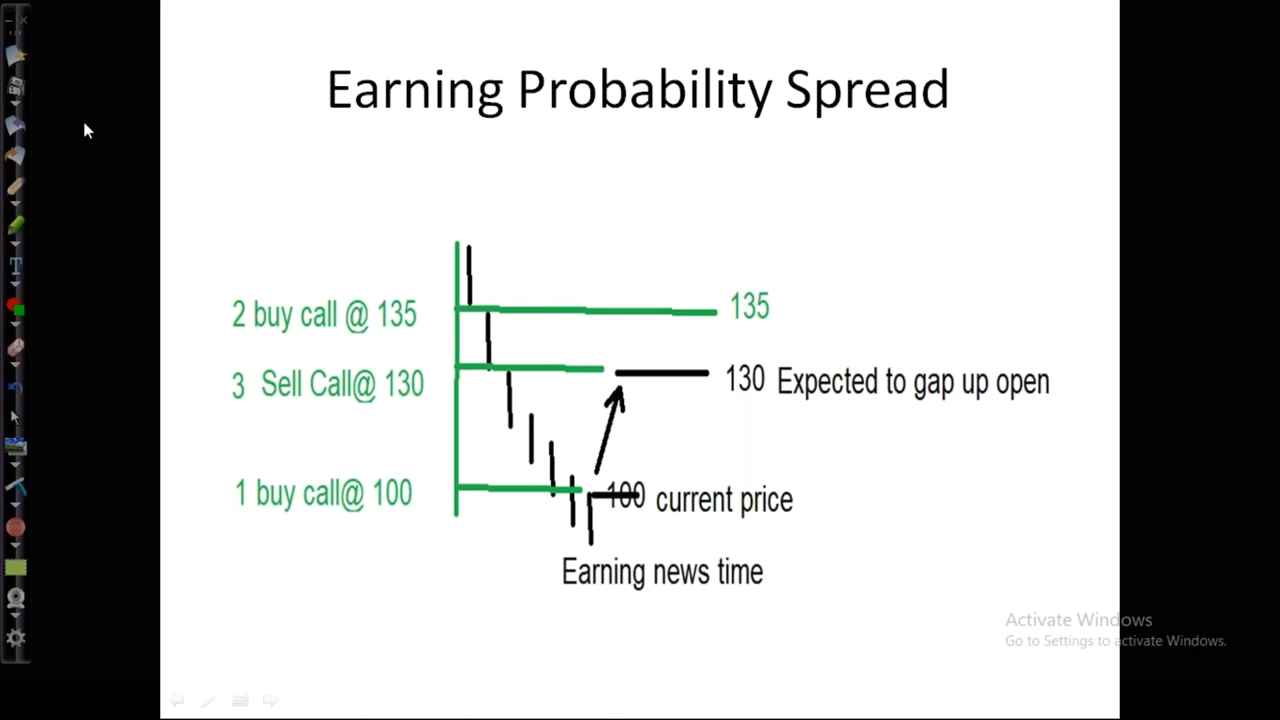 Earning Probability Spread
2 buy call @ 135
135
3 Sell Call@ 130
130 Expected to gap up open
1 buy call@ 100
100 current price
Earning news time
Activate Windows
Go to Settings to activate Windows.